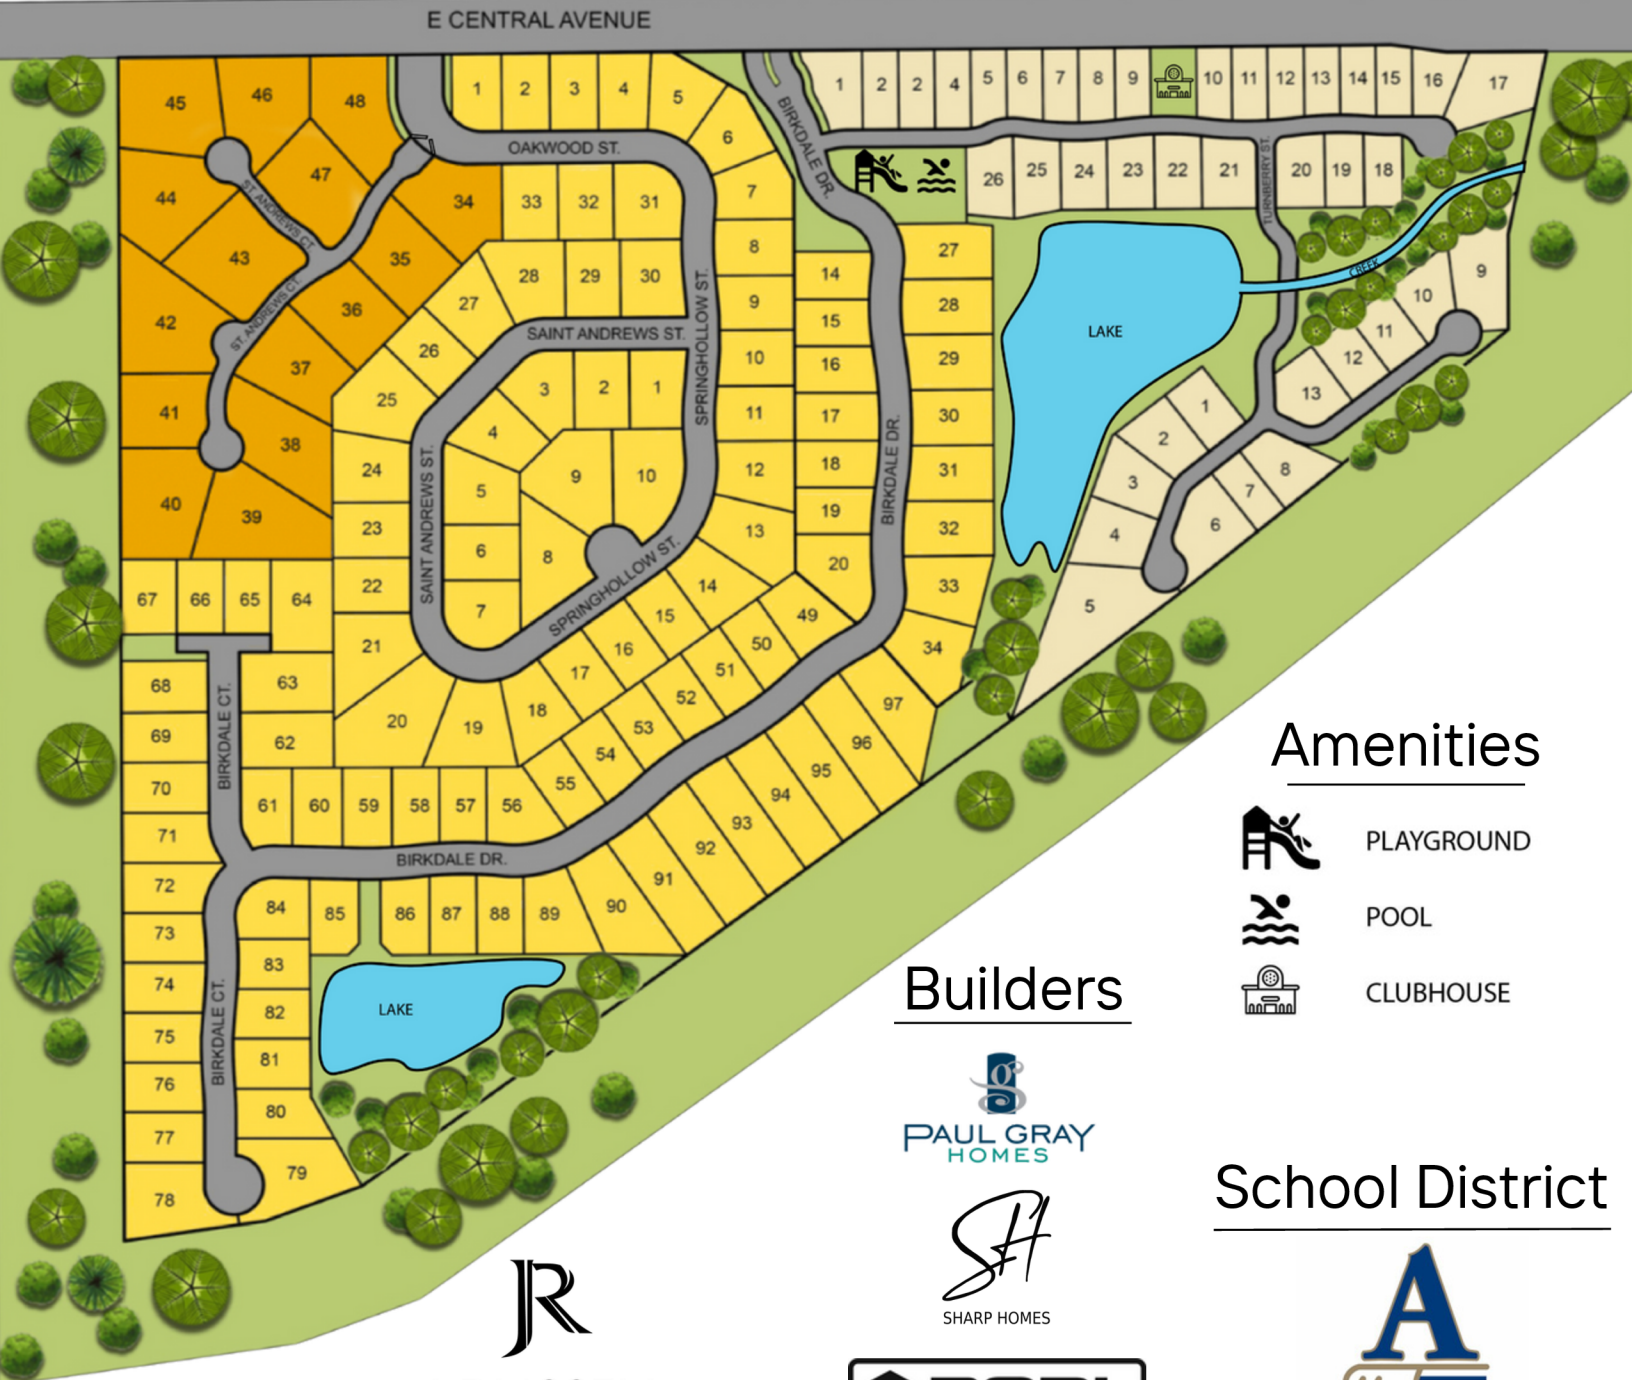 E CENTRAL AVENUE
45 46 48 1 2 3 4 5 1 2 2 4 5 6 7 8 9 10 11 12 13 14 15 16 17
6
BIRKDALE DR.
OAKWOOD ST.
47
44
ST. ANDREWS CT.
34 33 32 31 7
26 25 24 23 22 21 20 19 18
TURNBERRY ST.
43 35 28 29 30 8
14 27
9
CREEK
42 36 27 9
15 28 10
LAKE
11
ST. ANDREWS CT.
SAINT ANDREWS ST.
SPRINGHOLLOW ST.
26 37 10 16 29 12
41 25 3 2 1 11 17 30 13 1
38 4 2
24 5 9 10 12 18 31 3 8
SAINT ANDREWS ST.
BIRKDALE DR.
40 39 23 6 8 13 19 32 4 7 6
20
67 66 65 64 22 7 14 33 5
SPRINGHOLLOW ST.
15 49
21 16 50 34
68 63 17 51
BIRKDALE CT.
20 19 18 52 97
69 62 53 96
54
70 61 60 59 58 57 56 55 95
94
71 93
BIRKDALE DR.
92
72 91
84 85 86 87 88 89 90
73
83
74
82
75
LAKE
81
BIRKDALE CT.
76
80
77
79
78
Amenities
PLAYGROUND
POOL
CLUBHOUSE
Builders
g
PAUL GRAY
HOMES
SH
SHARP HOMES
JR
School District
A